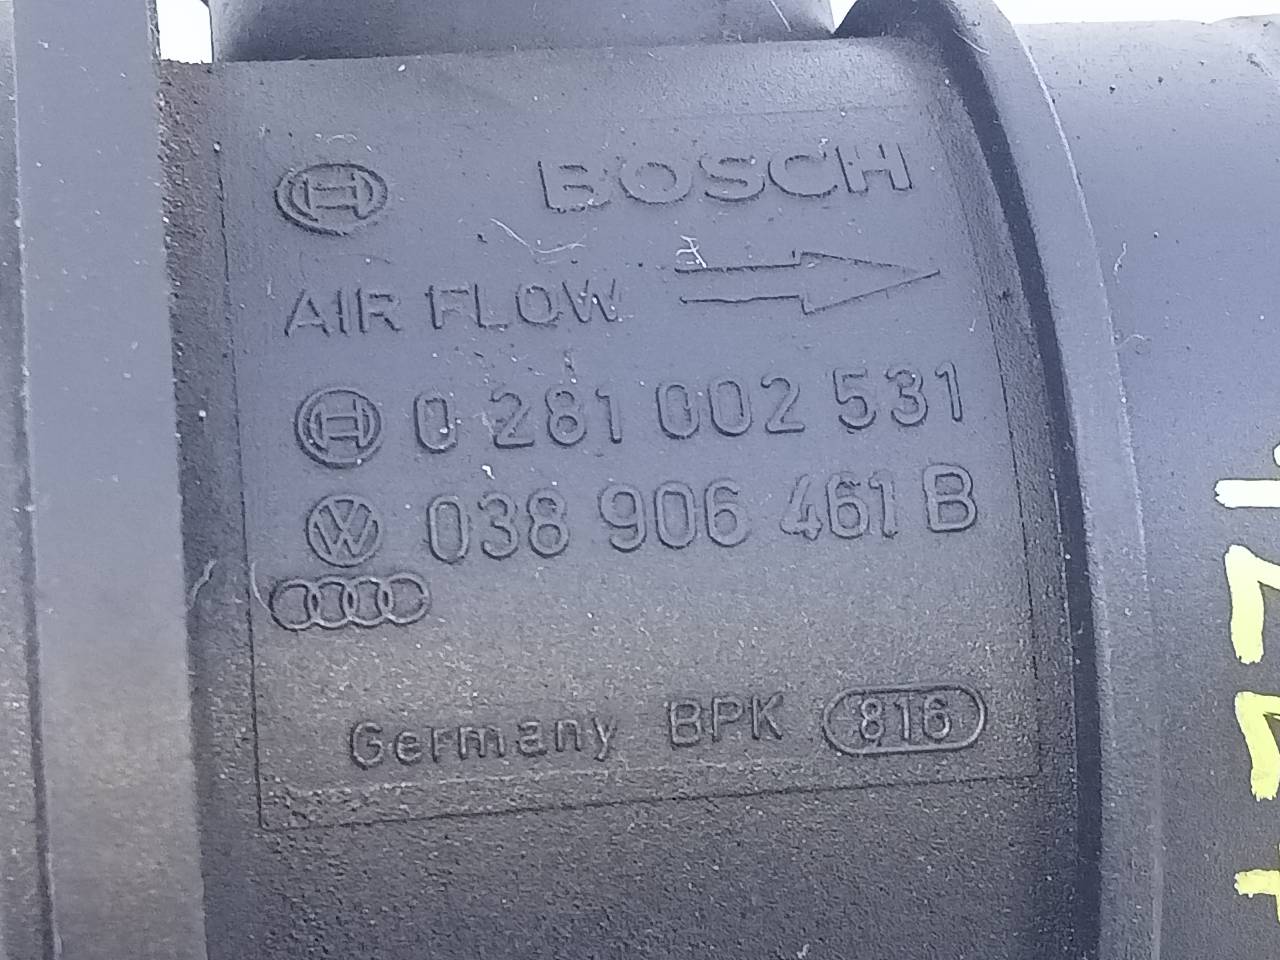 BOSCH
AIR FLOW
0 281 002 531
038 906 461 B
Germany BPK 816